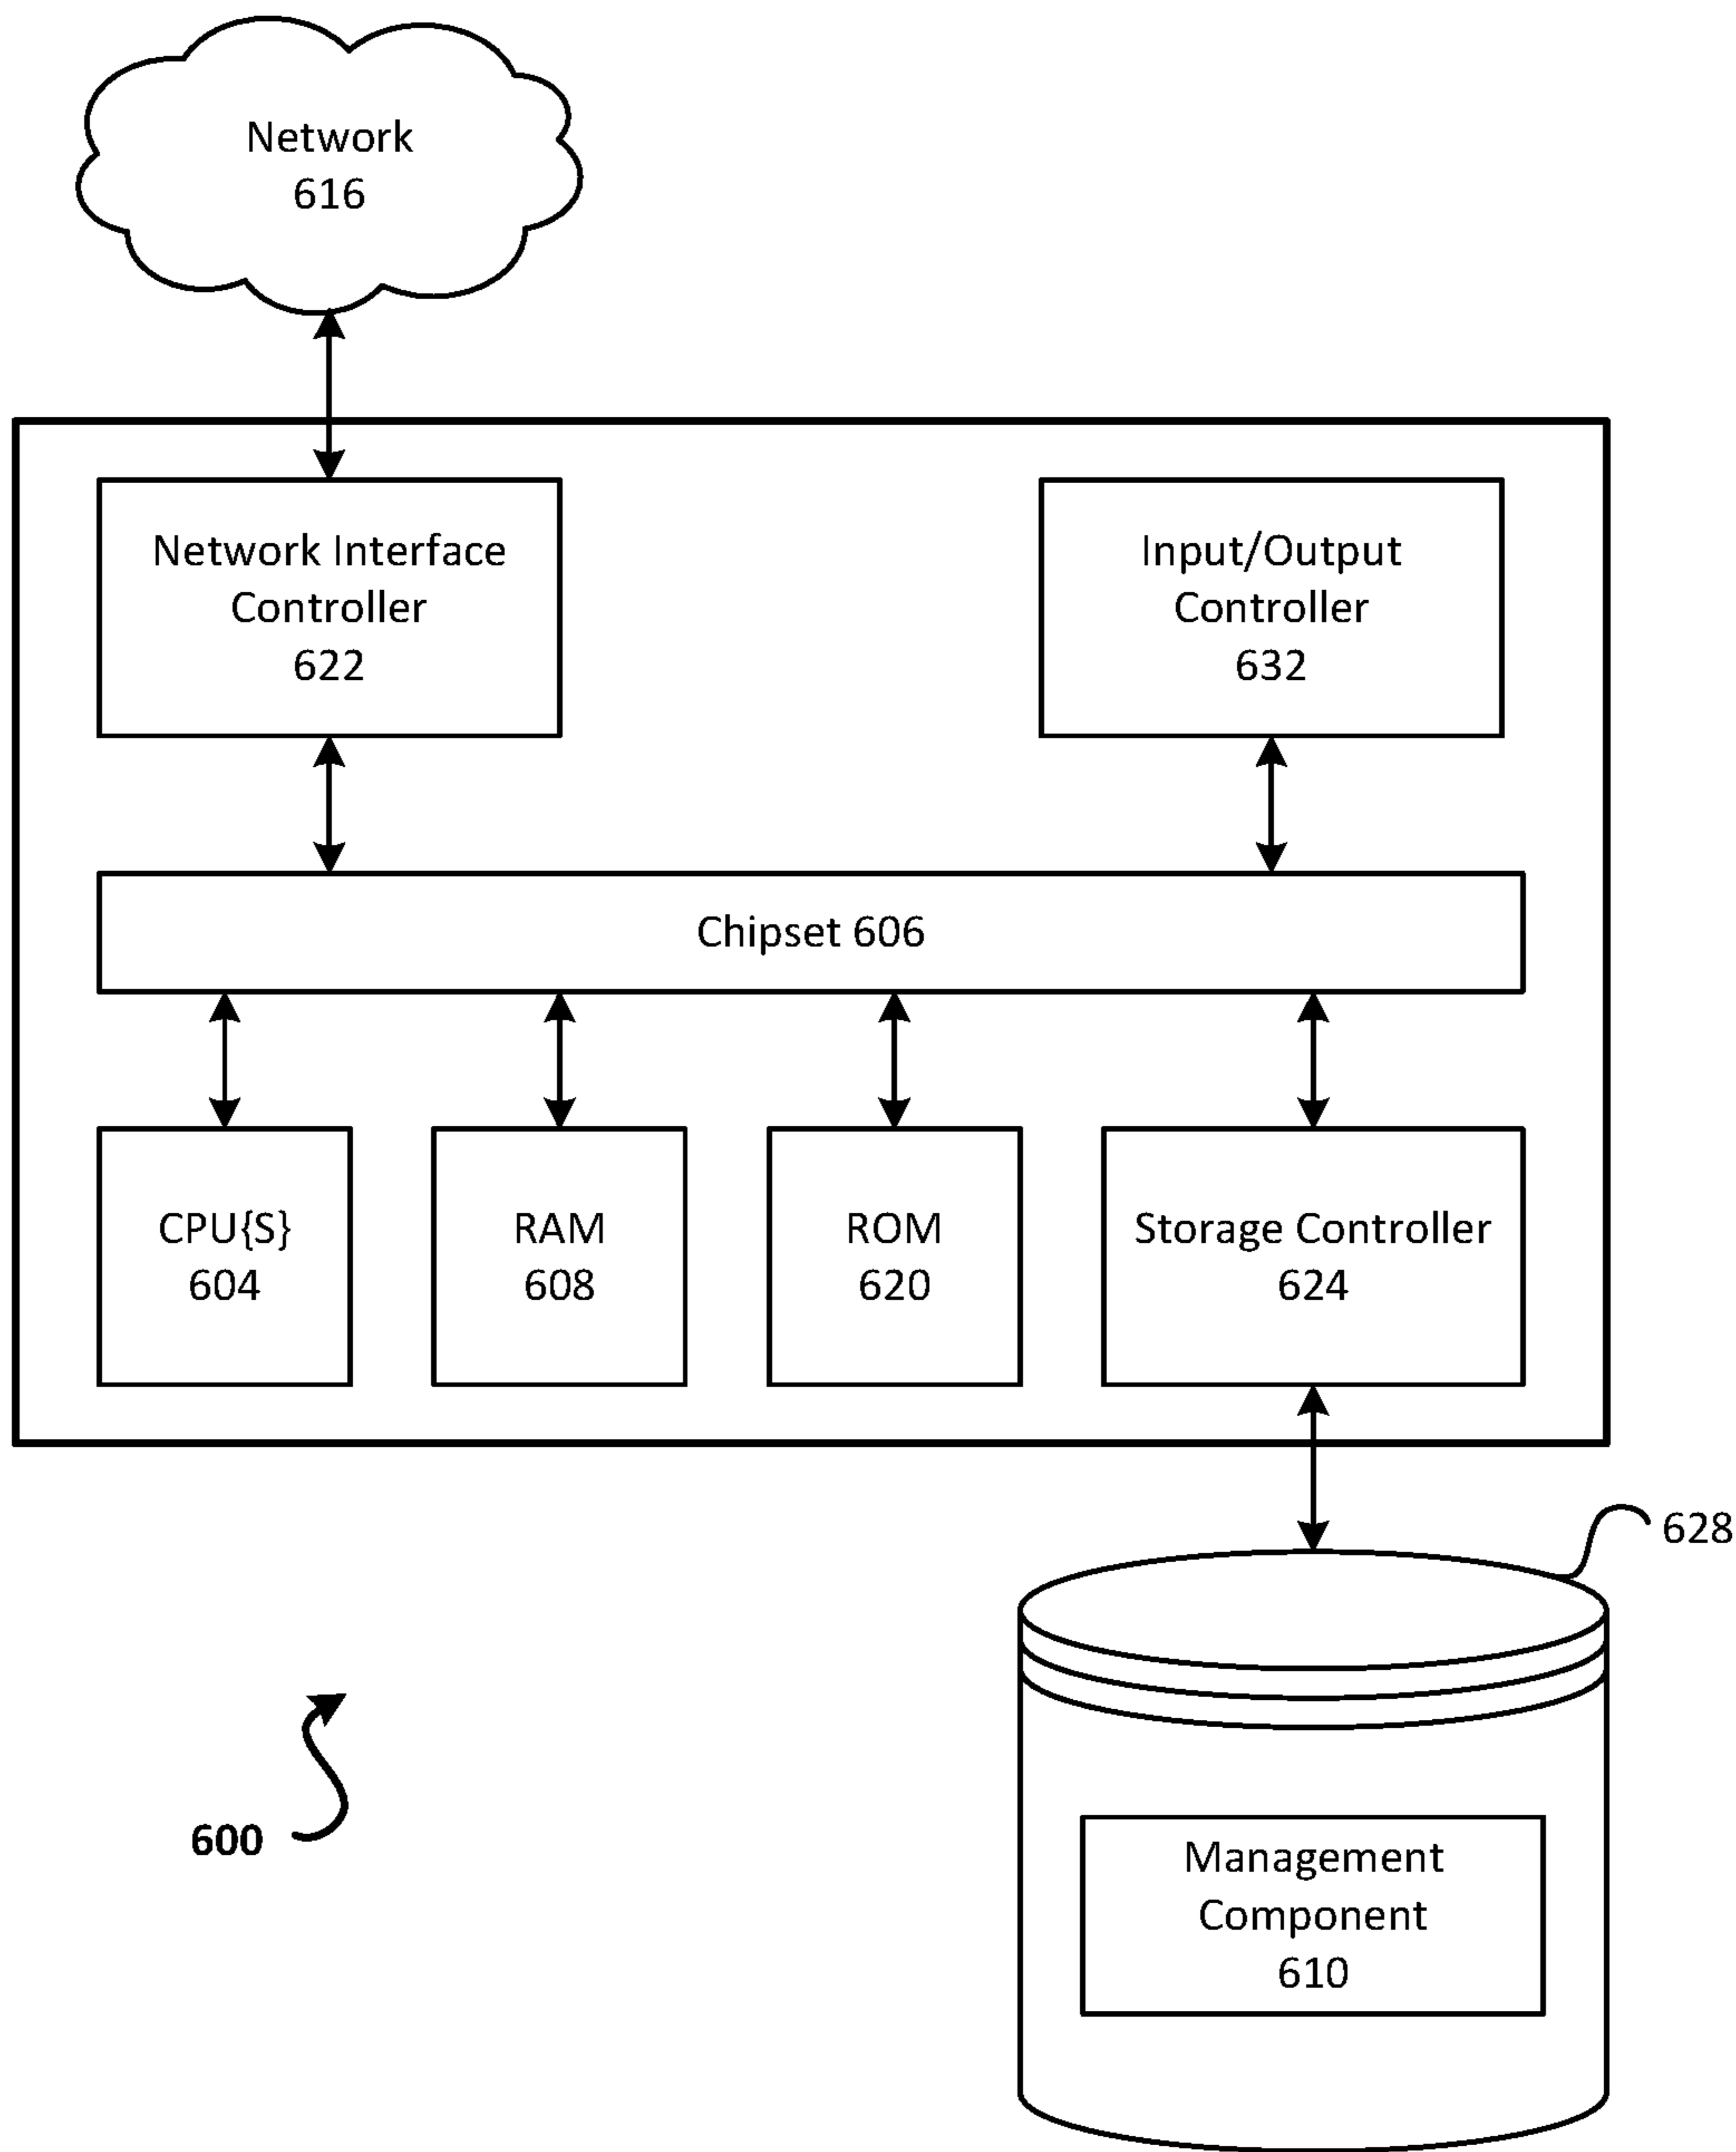 Network
616
Network Interface
Controller
622
Input/Output
Controller
632
Chipset 606
CPU{S}
604
RAM
608
ROM
620
Storage Controller
624
628
600
Management
Component
610